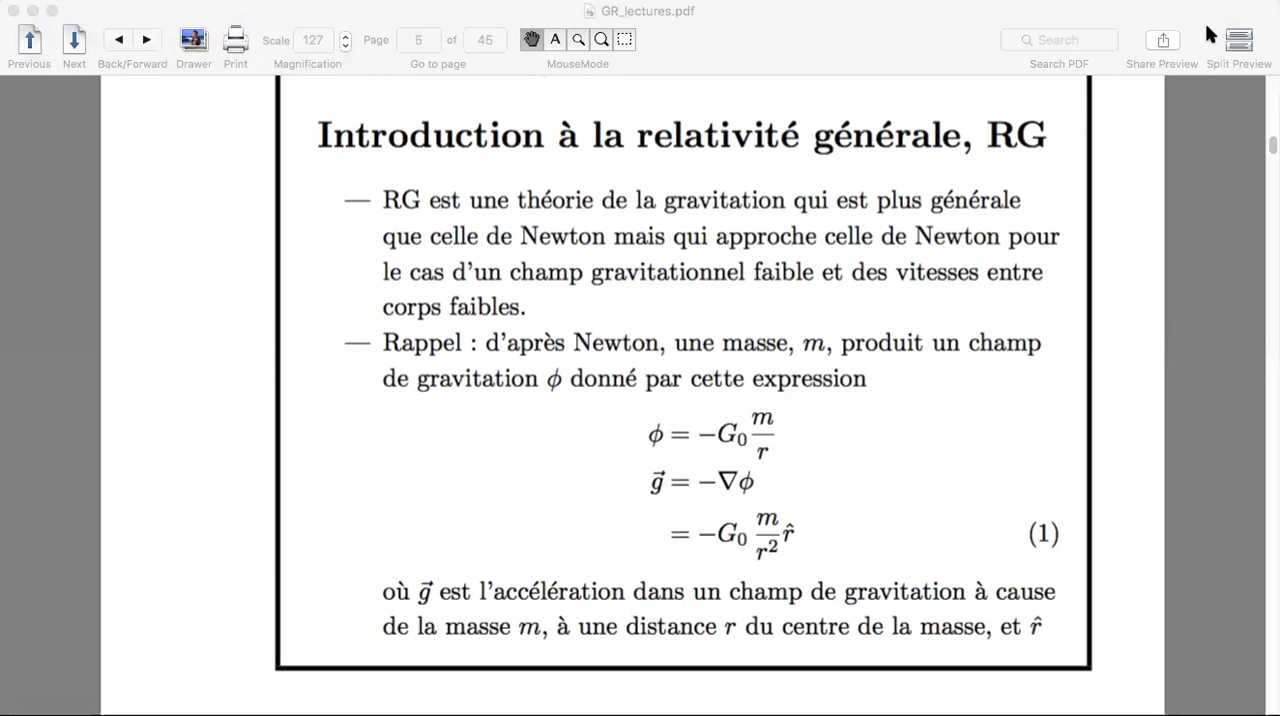 GR_lectures.pdf
Scale 127 Page 5 of 45 A Search
Previous Next Back/Forward Drawer Print Magnification Go to page MouseMode Search PDF Share Preview Split Preview
Introduction à la relativité générale, RG
— RG est une théorie de la gravitation qui est plus générale
que celle de Newton mais qui approche celle de Newton pour
le cas d'un champ gravitationnel faible et des vitesses entre
corps faibles.
— Rappel : d'après Newton, une masse, m, produit un champ
de gravitation ϕ donné par cette expression
ϕ = −G₀ m/r
g⃗ = −∇ϕ
= −G₀ m/r² r̂ (1)
où g⃗ est l'accélération dans un champ de gravitation à cause
de la masse m, à une distance r du centre de la masse, et r̂